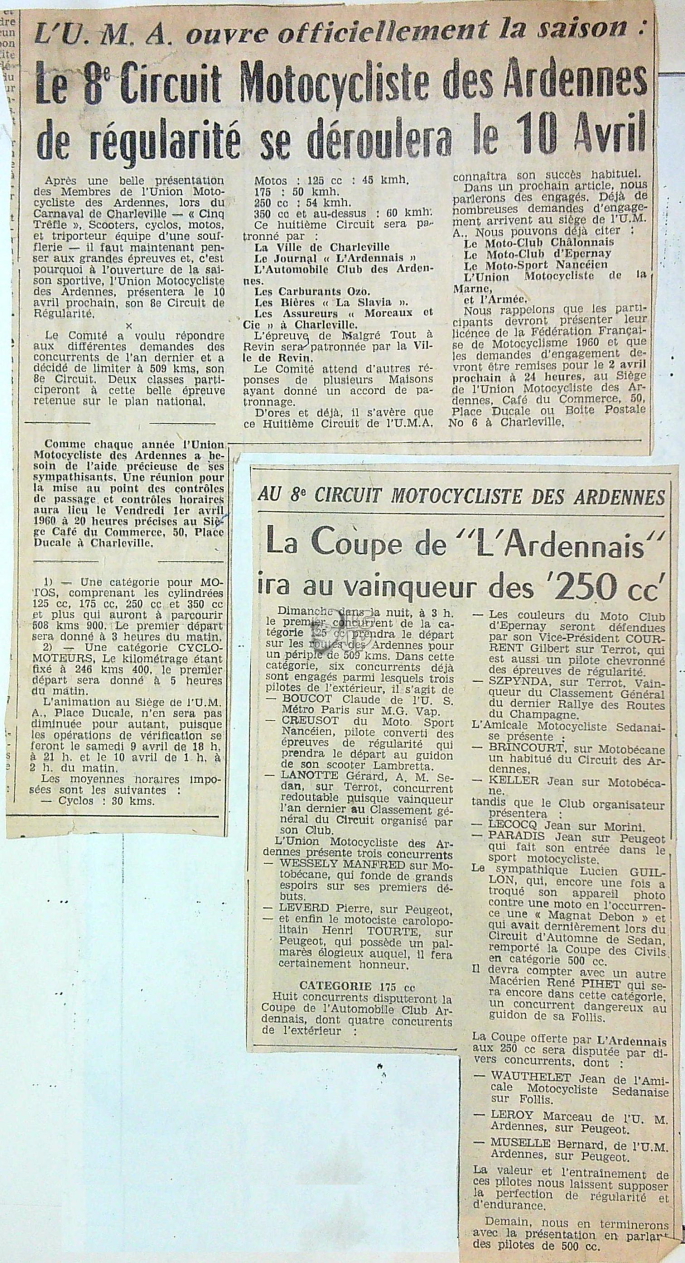 L'U. M. A. ouvre officiellement la saison :
Le 8e Circuit Motocycliste des Ardennes
de régularité se déroulera le 10 Avril
Après une belle présentation
des Membres de l'Union Moto-
cycliste des Ardennes, lors du
Carnaval de Charleville — « Cinq
Trèfle », Scooters, cyclos, motos,
et triporteur équipe d'une souf-
flerie — il faut maintenant pen-
ser aux grandes épreuves et, c'est
pourquoi à l'ouverture de la sai-
son sportive, l'Union Motocycliste
des Ardennes, présentera le 10
avril prochain, son 8e Circuit de
Régularité.
×
Le Comité a voulu répondre
aux différentes demandes des
concurrents de l'an dernier et a
décidé de limiter à 509 kms, son
8e Circuit. Deux classes parti-
ciperont à cette belle épreuve
retenue sur le plan national.
Comme chaque année l'Union
Motocycliste des Ardennes a be-
soin de l'aide précieuse de ses
sympathisants. Une réunion pour
la mise au point des contrôles
de passage et contrôles horaires
aura lieu le Vendredi 1er avril
1960 à 20 heures précises au Siè-
ge Café du Commerce, 50, Place
Ducale à Charleville.
1) — Une catégorie pour MO-
TOS, comprenant les cylindrées
125 cc, 175 cc, 250 cc et 350 cc
et plus qui auront à parcourir
508 kms 900. Le premier départ
sera donné à 3 heures du matin.
2) — Une catégorie CYCLO-
MOTEURS, Le kilométrage étant
fixé à 246 kms 400, le premier
départ sera donné à 5 heures
du matin.
L'animation au Siège de l'U.M.
A., Place Ducale, n'en sera pas
diminuée pour autant, puisque
les opérations de vérification se
feront le samedi 9 avril de 18 h,
à 21 h. et le 10 avril de 1 h. à
2 h. du matin.
Les moyennes horaires impo-
sées sont les suivantes :
— Cyclos : 30 kms.
Motos : 125 cc : 45 kmh,
175 : 50 kmh.
250 cc : 54 kmh.
350 cc et au-dessus : 60 kmh.
Ce huitième Circuit sera pa-
tronné par :
La Ville de Charleville
Le Journal « L'Ardennais »
L'Automobile Club des Arden-
nes.
Les Carburants Ozo.
Les Bières « La Slavia ».
Les Assureurs « Moreaux et
Cie » à Charleville.
L'épreuve de Malgré Tout à
Revin sera patronnée par la Vil-
le de Revin.
Le Comité attend d'autres ré-
ponses de plusieurs Maisons
ayant donné un accord de pa-
tronnage.
D'ores et déjà, il s'avère que
ce Huitième Circuit de l'U.M.A.
connaîtra son succès habituel.
Dans un prochain article, nous
parlerons des engagés. Déjà de
nombreuses demandes d'engage-
ment arrivent au siège de l'U.M.
A.. Nous pouvons déjà citer :
Le Moto-Club Châlonnais
Le Moto-Club d'Epernay
Le Moto-Sport Nancéien
L'Union Motocycliste de la
Marne,
et l'Armée.
Nous rappelons que les parti-
cipants devront présenter leur
licence de la Fédération Françai-
se de Motocyclisme 1960 et que
les demandes d'engagement de-
vront être remises pour le 2 avril
prochain à 24 heures, au Siège
de l'Union Motocycliste des Ar-
dennes, Café du Commerce, 50,
Place Ducale ou Boite Postale
No 6 à Charleville.
AU 8e CIRCUIT MOTOCYCLISTE DES ARDENNES
La Coupe de "L'Ardennais"
ira au vainqueur des '250 cc'
Dimanche dans la nuit, à 3 h.
le premier concurrent de la ca-
tégorie 125 cc prendra le départ
sur les routes des Ardennes pour
un périple de 509 kms. Dans cette
catégorie, six concurrents déjà
sont engagés parmi lesquels trois
pilotes de l'extérieur, il s'agit de
— BOUCOT Claude de l'U. S.
Métro Paris sur M.G. Vap.
— CREUSOT du Moto Sport
Nancéien, pilote converti des
épreuves de régularité qui
prendra le départ au guidon
de son scooter Lambretta.
— LANOTTE Gérard, A. M. Se-
dan, sur Terrot, concurrent
redoutable puisque vainqueur
l'an dernier au Classement gé-
néral du Circuit organisé par
son Club.
L'Union Motocycliste des Ar-
dennes présente trois concurrents
— WESSELY MANFRED sur Mo-
tobécane, qui fonde de grands
espoirs sur ses premiers dé-
buts.
— LEVERD Pierre, sur Peugeot,
— et enfin le motociste carolopo-
litain Henri TOURTE, sur
Peugeot, qui possède un pal-
marès élogieux auquel, il fera
certainement honneur.
CATEGORIE 175 cc
Huit concurrents disputeront la
Coupe de l'Automobile Club Ar-
dennais, dont quatre concurents
de l'extérieur :
— Les couleurs du Moto Club
d'Epernay seront défendues
par son Vice-Président COUR-
RENT Gilbert sur Terrot, qui
est aussi un pilote chevronné
des épreuves de régularité.
— SZPYNDA, sur Terrot, Vain-
queur du Classement Général
du dernier Rallye des Routes
du Champagne.
L'Amicale Motocycliste Sedanai-
se présente :
— BRINCOURT, sur Motobécane
un habitué du Circuit des Ar-
dennes,
— KELLER Jean sur Motobéca-
ne.
tandis que le Club organisateur
présentera :
— LECOCQ Jean sur Morini.
— PARADIS Jean sur Peugeot
qui fait son entrée dans le
sport motocycliste.
Le sympathique Lucien GUIL-
LON, qui, encore une fois a
troqué son appareil photo
contre une moto en l'occurren-
ce une « Magnat Debon » et
qui avait dernièrement lors du
Circuit d'Automne de Sedan,
remporté la Coupe des Civils
en catégorie 500 cc.
Il devra compter avec un autre
Macérien René PIHET qui se-
ra encore dans cette catégorie,
un concurrent dangereux au
guidon de sa Follis.
La Coupe offerte par L'Ardennais
aux 250 cc sera disputée par di-
vers concurrents, dont :
— WAUTHELET Jean de l'Ami-
cale Motocycliste Sedanaise
sur Follis.
— LEROY Marceau de l'U. M.
Ardennes, sur Peugeot.
— MUSELLE Bernard, de l'U.M.
Ardennes, sur Peugeot.
La valeur et l'entraînement de
ces pilotes nous laissent supposer
la perfection de régularité et
d'endurance.
Demain, nous en terminerons
avec la présentation en parlant
des pilotes de 500 cc.